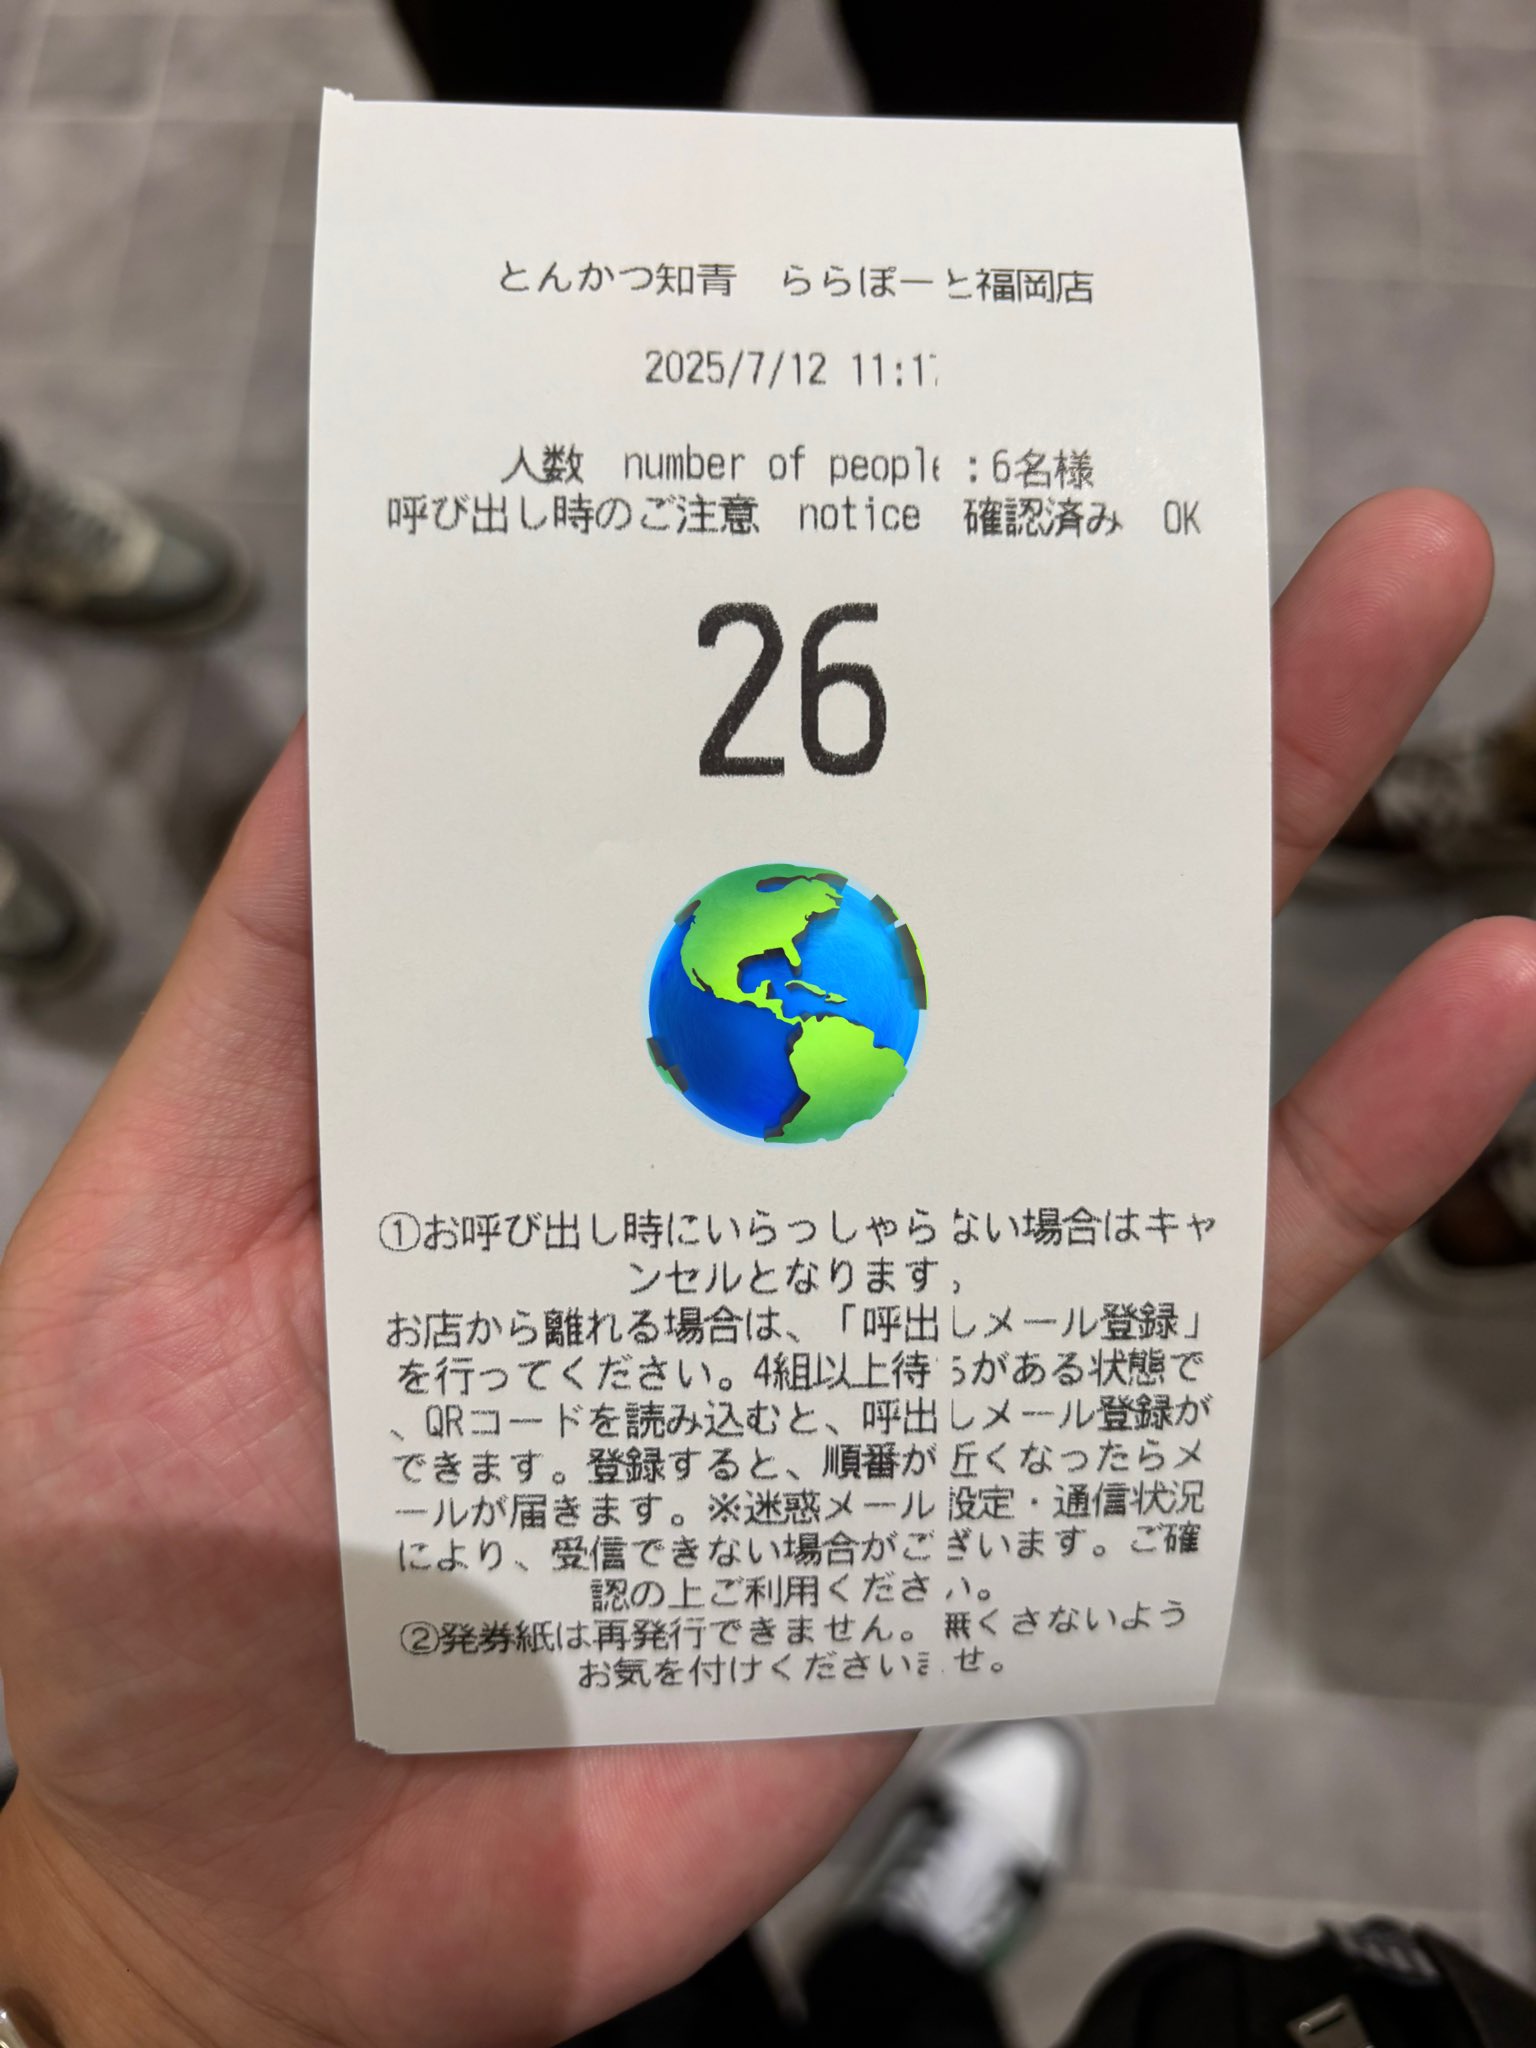 とんかつ知青　ららぽーと福岡店
2025/7/12 11:17
人数　number of people：6名様
呼び出し時のご注意　notice　確認済み　OK
26
①お呼び出し時にいらっしゃらない場合はキャ
ンセルとなります。
お店から離れる場合は、「呼出しメール登録」
を行ってください。4組以上待ちがある状態で
、QRコードを読み込むと、呼出しメール登録が
できます。登録すると、順番が近くなったらメ
ールが届きます。※迷惑メール設定・通信状況
により、受信できない場合がございます。ご確
認の上ご利用ください。
②発券紙は再発行できません。無くさないよう
お気を付けくださいませ。